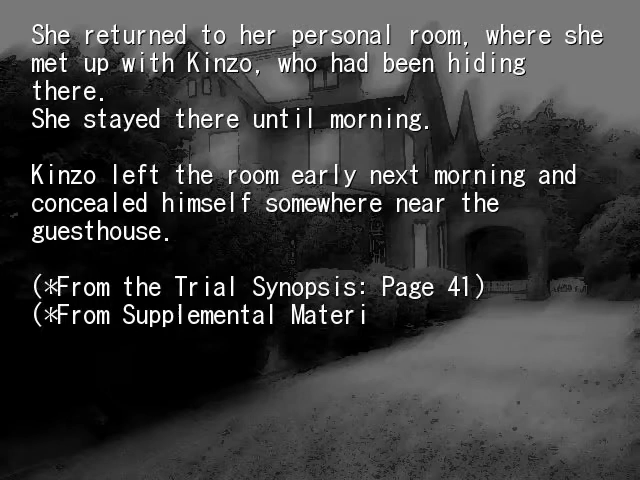 She returned to her personal room, where she
met up with Kinzo, who had been hiding
there.
She stayed there until morning.
Kinzo left the room early next morning and
concealed himself somewhere near the
guesthouse.
(*From the Trial Synopsis: Page 41)
(*From Supplemental Materi